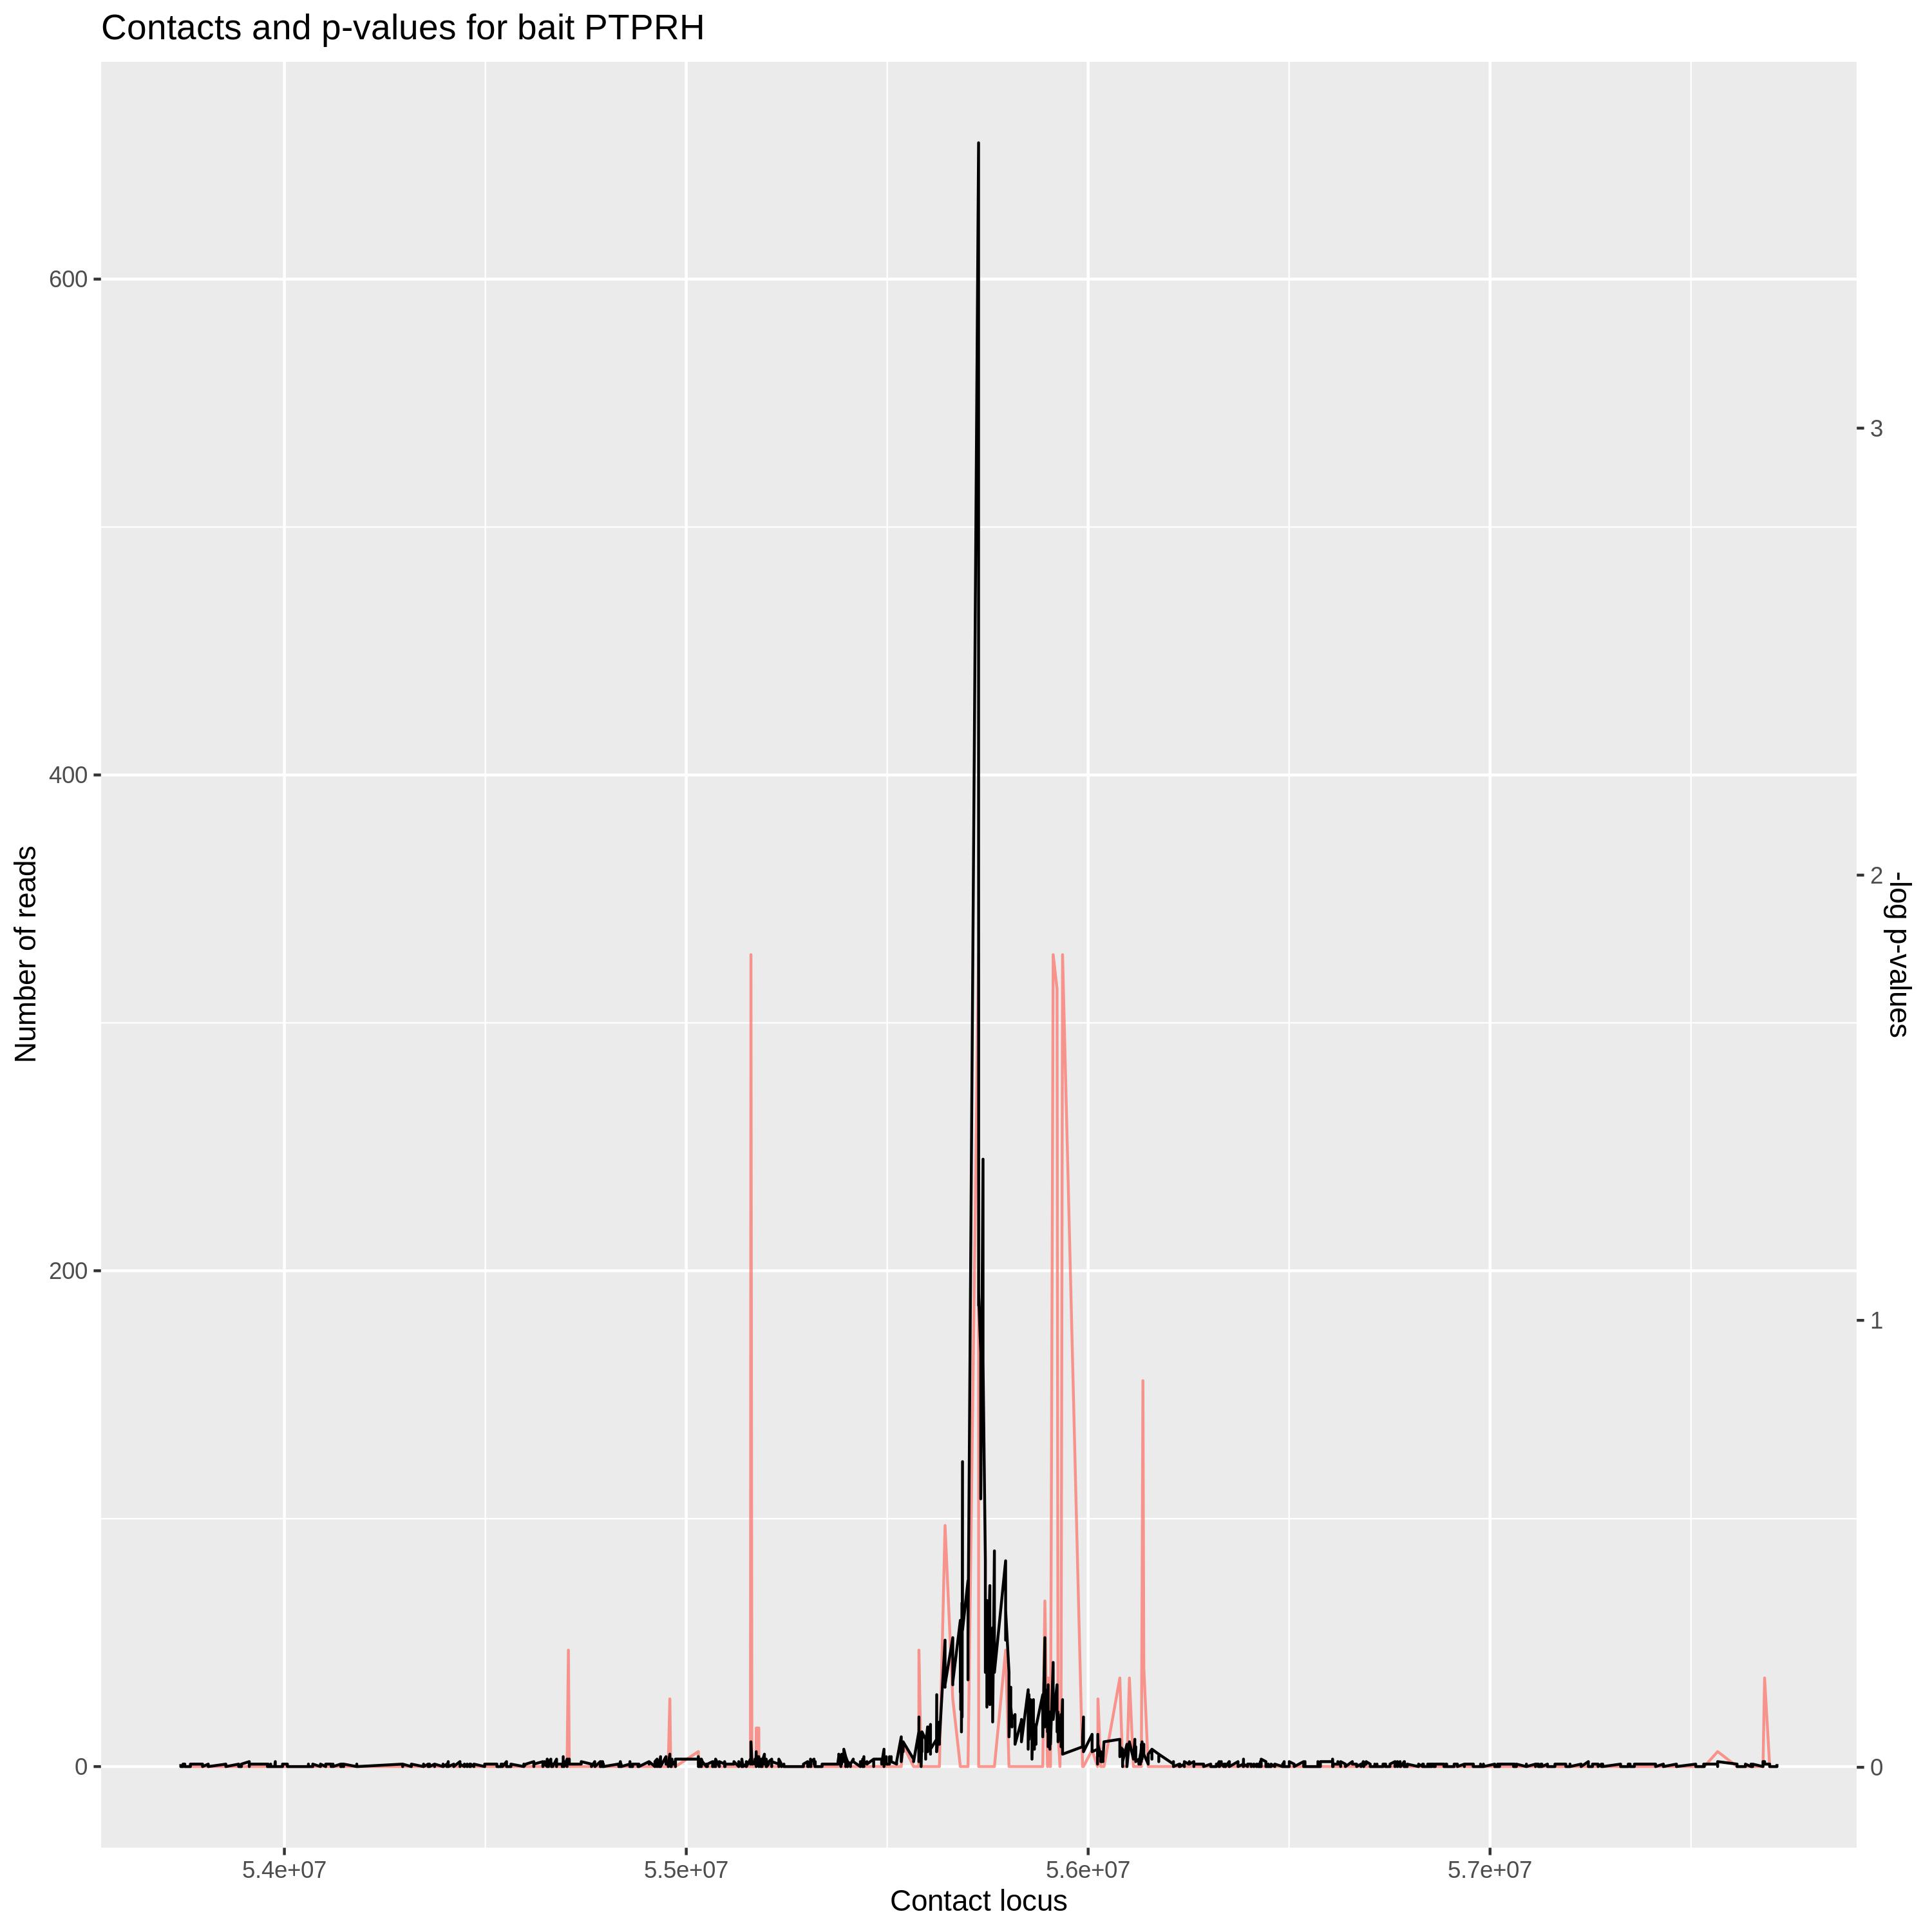 Contacts and p-values for bait PTPRH
Number of reads
600
400
200
0
3
2
1
0
-log p-values
5.4e+07
5.5e+07
5.6e+07
5.7e+07
Contact locus